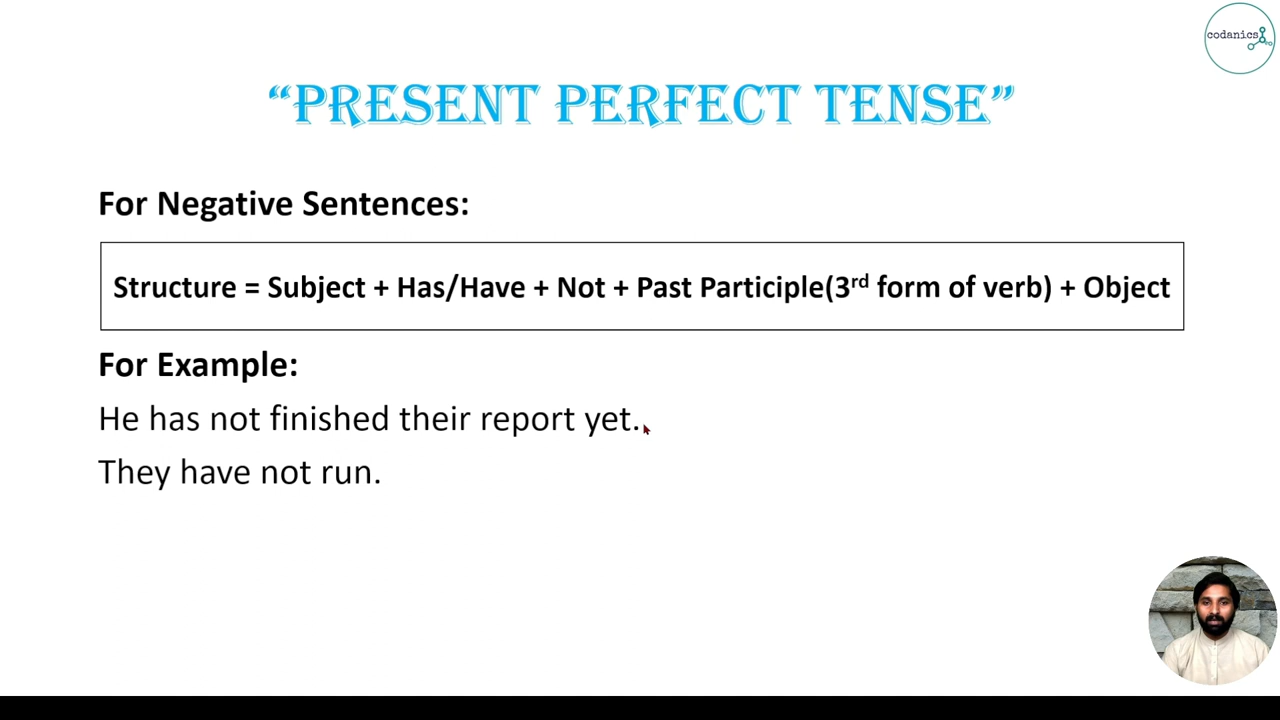 codanics
“PRESENT PERFECT TENSE”
For Negative Sentences:
Structure = Subject + Has/Have + Not + Past Participle(3rd form of verb) + Object
For Example:
He has not finished their report yet.
They have not run.